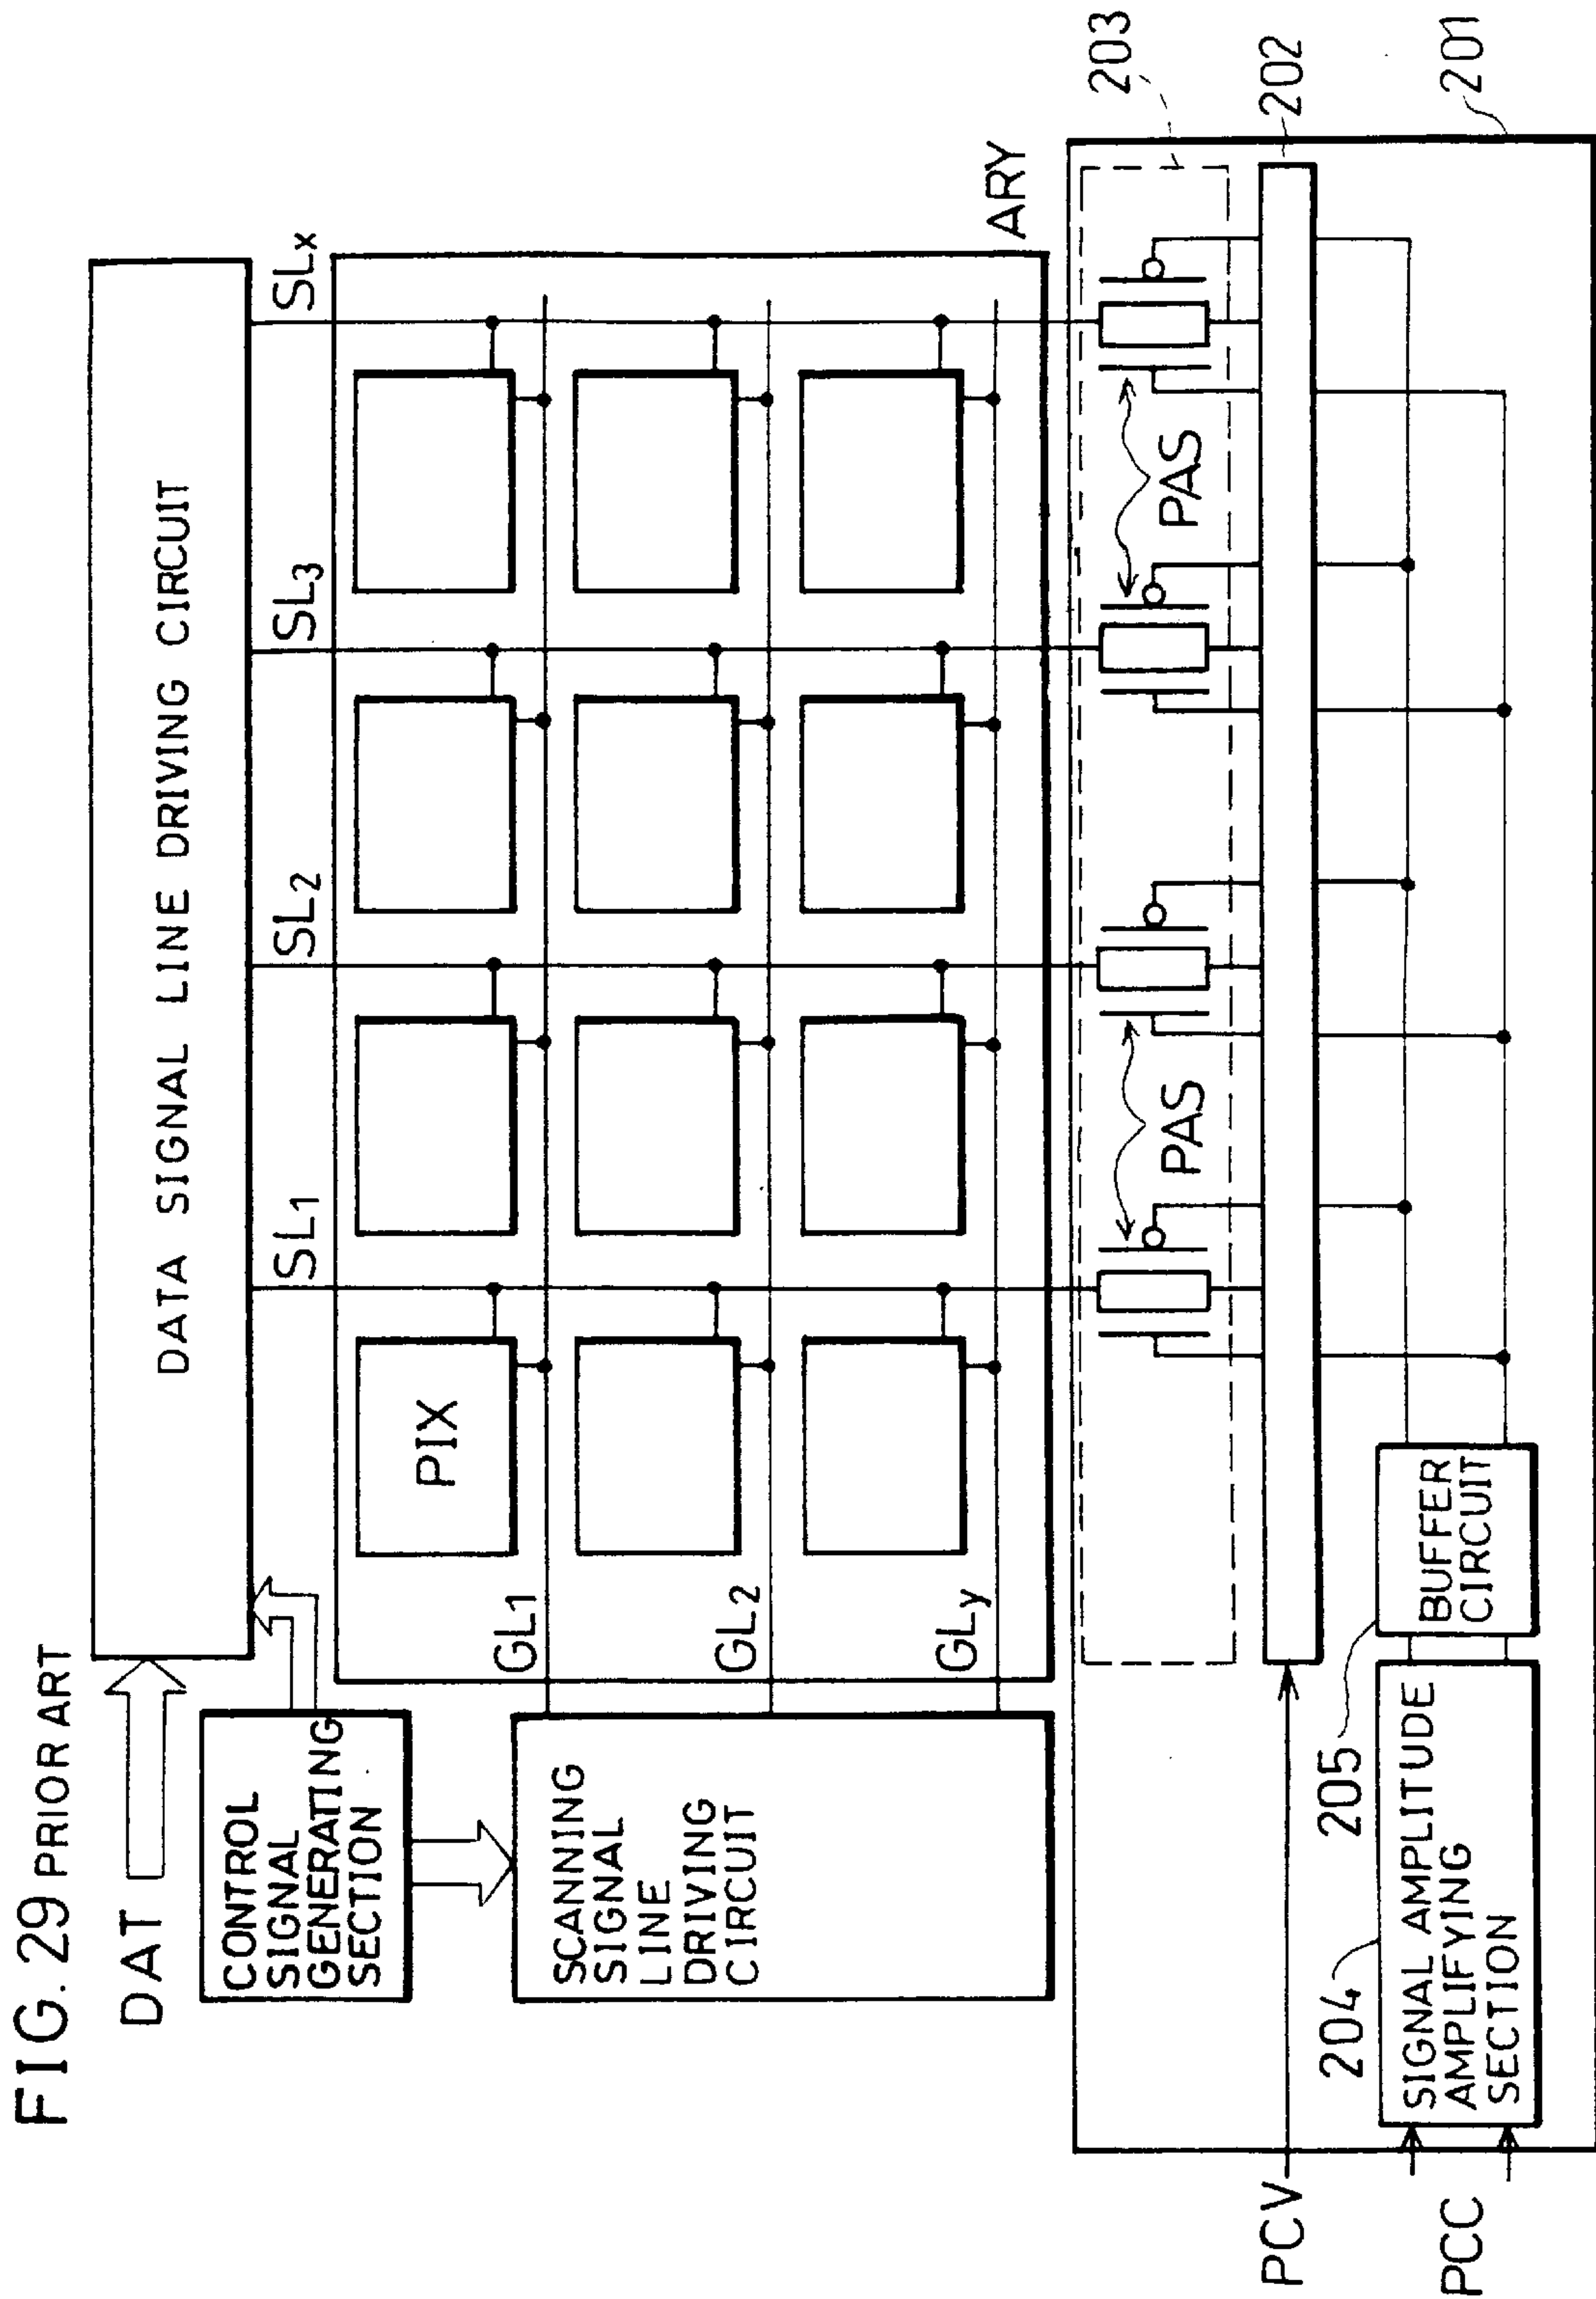 FIG. 29 PRIOR ART
DAT
DATA SIGNAL LINE DRIVING CIRCUIT
CONTROL
SIGNAL
GENERATING
SECTION
SL1
SL2
SL3
SLx
PIX
GL1
GL2
GLy
SCANNING
SIGNAL
LINE
DRIVING
CIRCUIT
ARY
203
PAS
PAS
202
PCV
201
204
205
SIGNAL AMPLITUDE
AMPLIFYING
SECTION
BUFFER
CIRCUIT
PCC